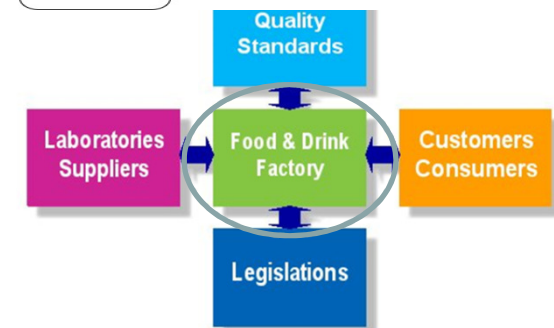 Quality
Standards
Laboratories
Suppliers
Food & Drink
Factory
Customers
Consumers
Legislations